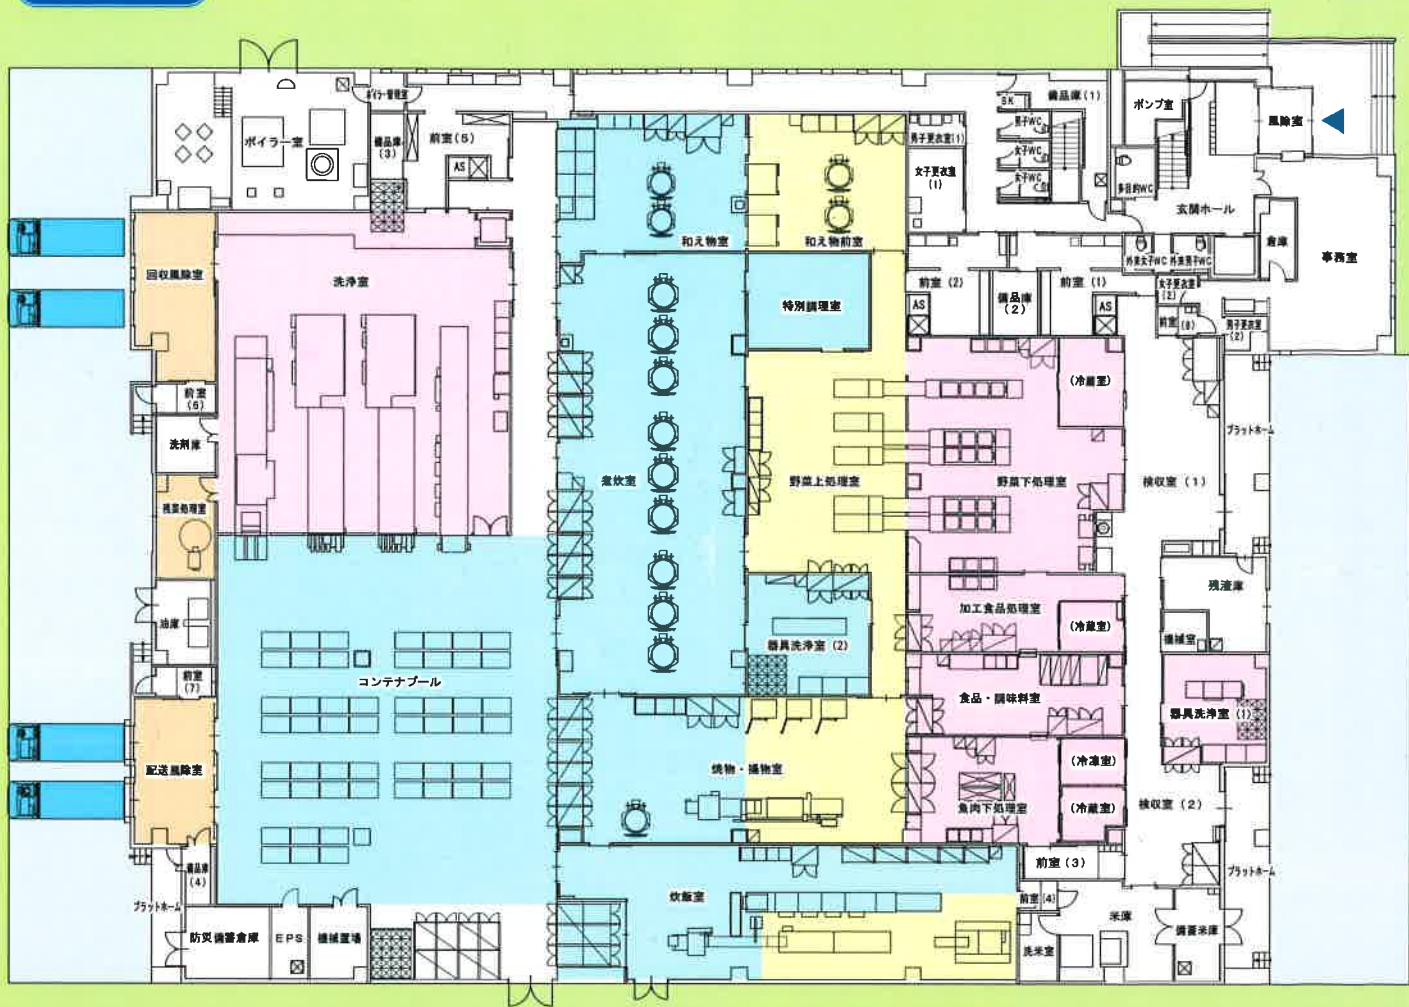 ボイラー室
ボイラー管理室
備品庫
(3)
前室(5)
AS
SK
備品庫(1)
男子WC
女子WC
女子WC
男子更衣室(1)
女子更衣室
(1)
ポンプ室
風除室
多目的WC
玄関ホール
倉庫
事務室
外来女子WC
外来男子WC
女子更衣室
(2)
前室(8)
男子更衣室
(2)
和え物室
和え物前室
前室(2)
備品庫
(2)
前室(1)
AS
AS
回収風除室
洗浄室
特別調理室
(冷蔵室)
前室
(6)
洗剤庫
残菜処理室
煮炊室
野菜上処理室
野菜下処理室
検収室(1)
プラットホーム
油庫
加工食品処理室
(冷蔵室)
残渣庫
機械室
器具洗浄室(2)
前室
(7)
コンテナプール
食品・調味料室
器具洗浄室(1)
配送風除室
焼物・揚物室
魚肉下処理室
(冷凍室)
(冷蔵室)
検収室(2)
備品庫
(4)
プラットホーム
前室(3)
プラットホーム
炊飯室
前室(4)
米庫
備蓄米庫
洗米室
防災備蓄倉庫
EPS
機械置場